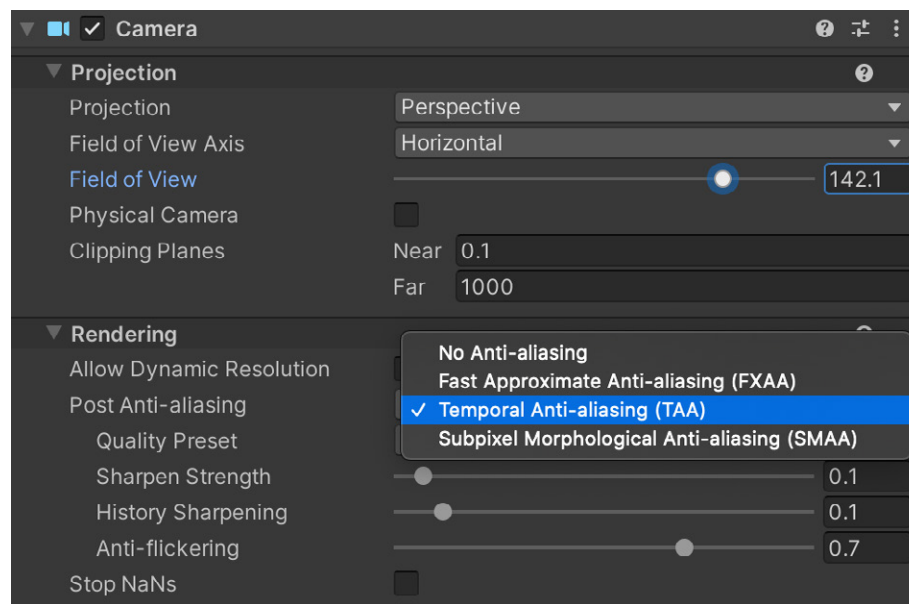 Camera
Projection
Projection Perspective
Field of View Axis Horizontal
Field of View 142.1
Physical Camera
Clipping Planes Near 0.1
Far 1000
Rendering
No Anti-aliasing
Allow Dynamic Resolution
Fast Approximate Anti-aliasing (FXAA)
Post Anti-aliasing ✓ Temporal Anti-aliasing (TAA)
Quality Preset Subpixel Morphological Anti-aliasing (SMAA)
Sharpen Strength 0.1
History Sharpening 0.1
Anti-flickering 0.7
Stop NaNs